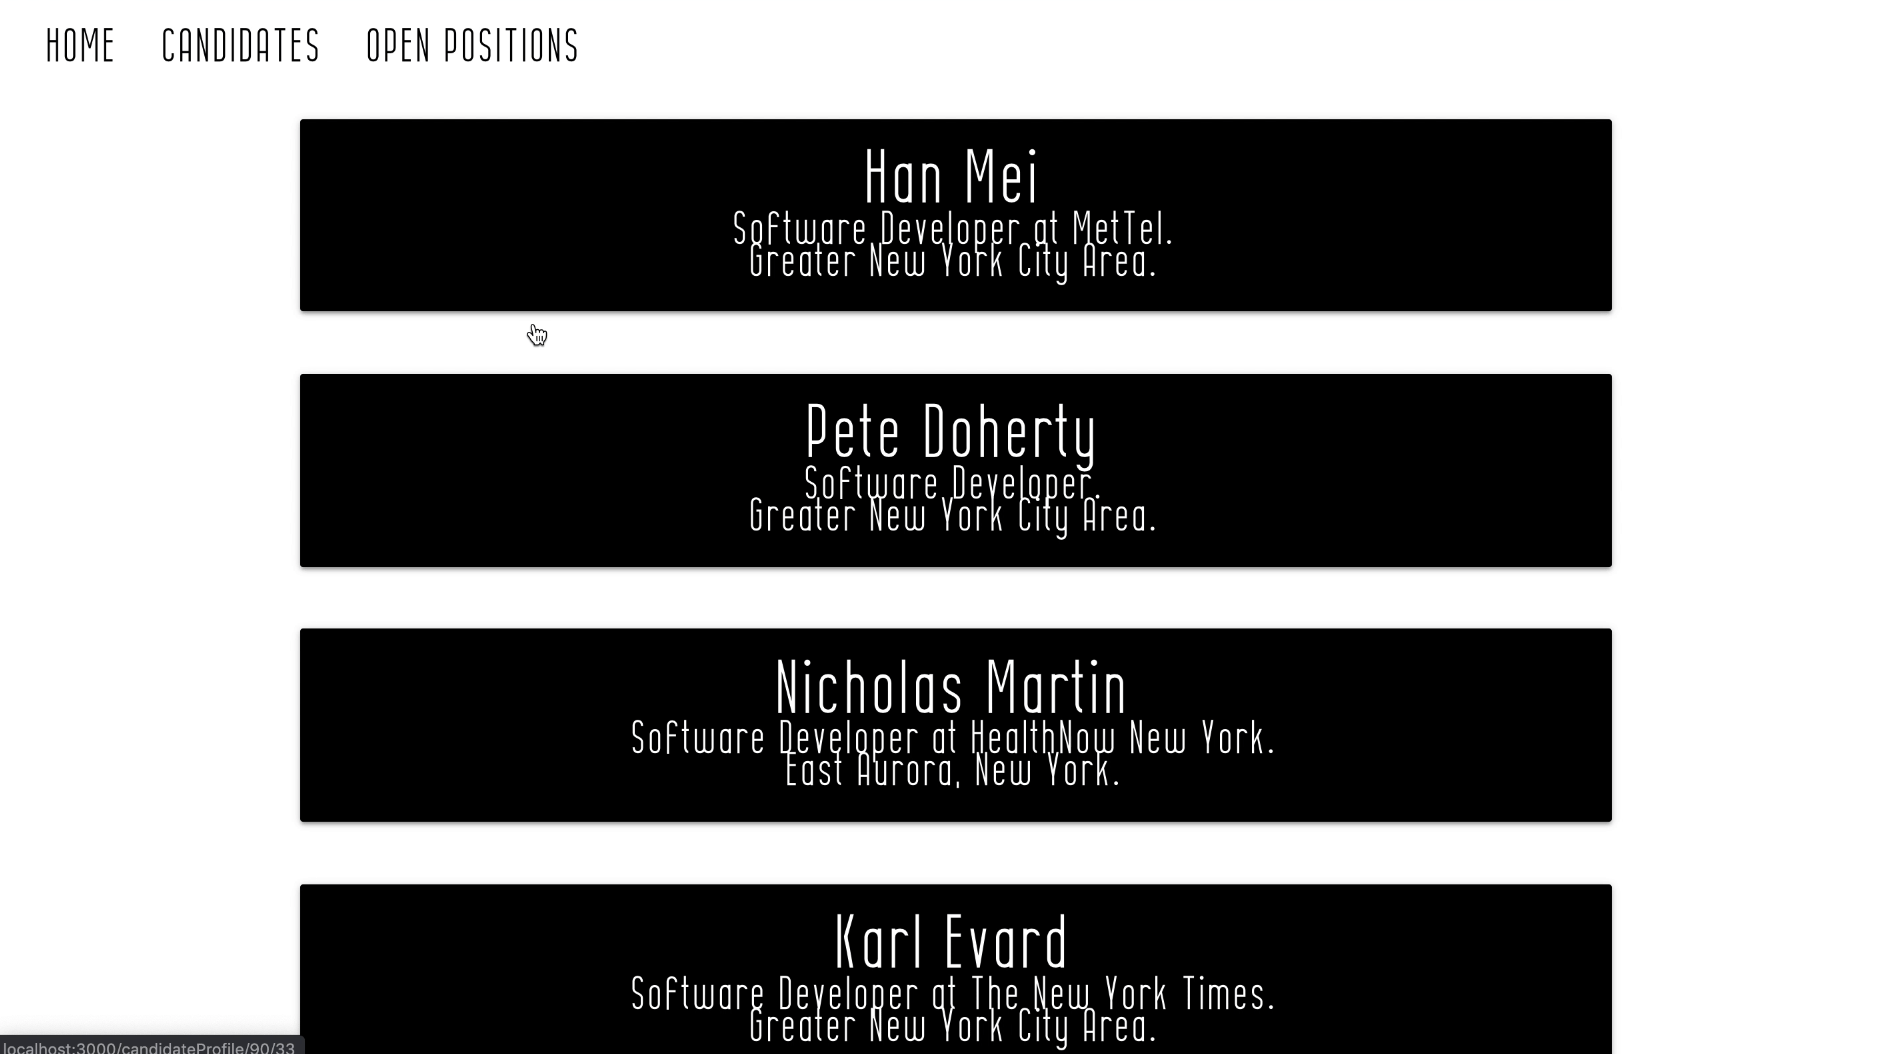 HOME CANDIDATES OPEN POSITIONS
Han Mei
Software Developer at MetTel.
Greater New York City Area.
Pete Doherty
Software Developer.
Greater New York City Area.
Nicholas Martin
Software Developer at HealthNow New York.
East Aurora, New York.
Karl Evard
Software Developer at The New York Times.
Greater New York City Area.
localhost:3000/candidateProfile/90/33